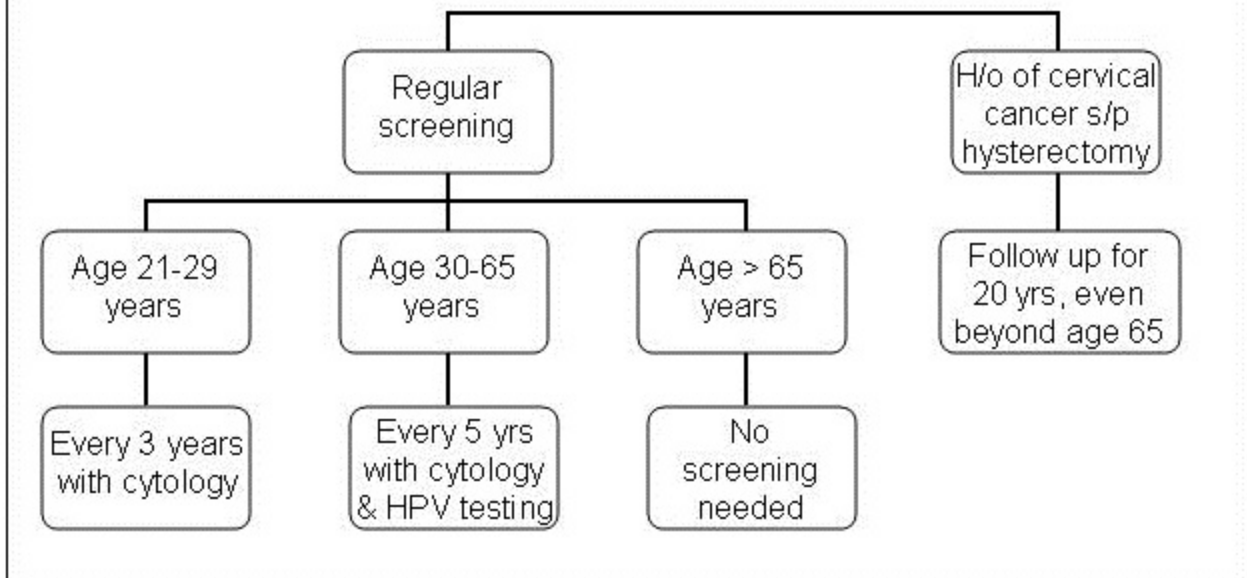 Regular
screening
H/o of cervical
cancer s/p
hysterectomy
Age 21-29
years
Age 30-65
years
Age > 65
years
Follow up for
20 yrs, even
beyond age 65
Every 3 years
with cytology
Every 5 yrs
with cytology
& HPV testing
No
screening
needed